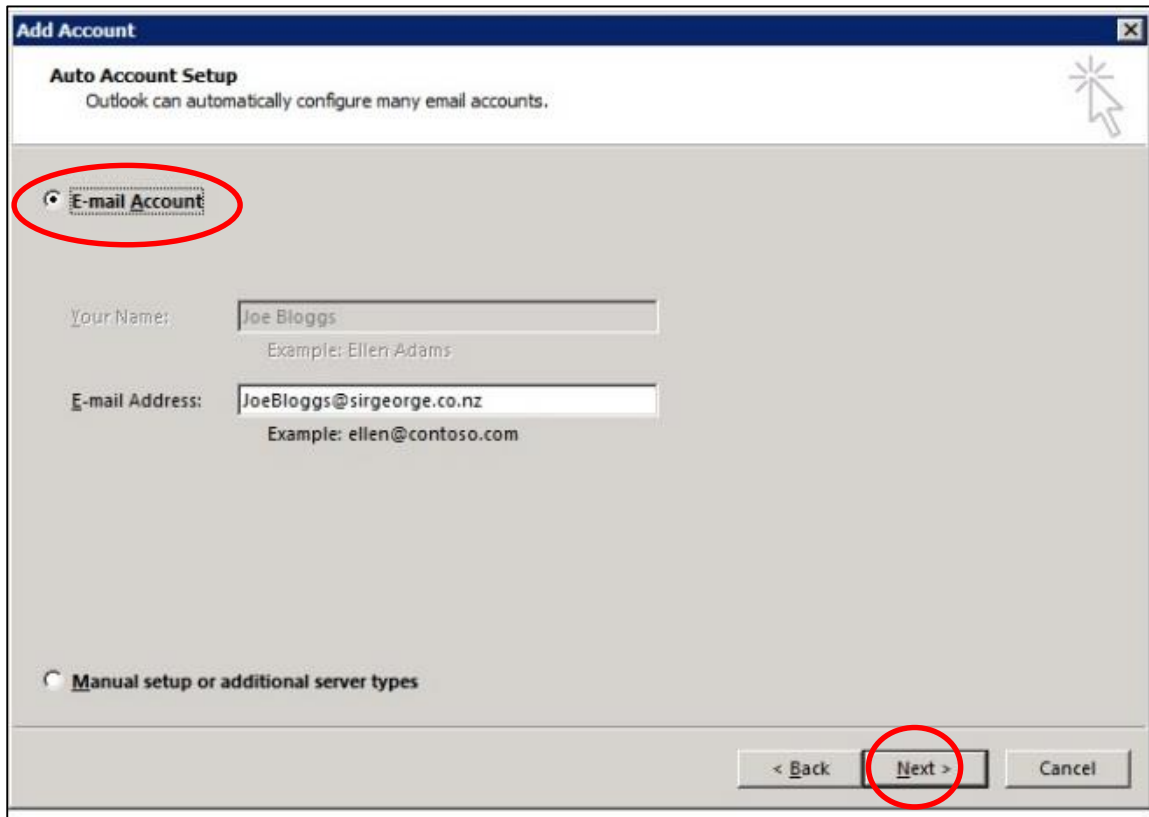 Add Account
Auto Account Setup
Outlook can automatically configure many email accounts.
E-mail Account
Your Name: Joe Bloggs
Example: Ellen Adams
E-mail Address: JoeBloggs@sirgeorge.co.nz
Example: ellen@contoso.com
Manual setup or additional server types
< Back Next > Cancel